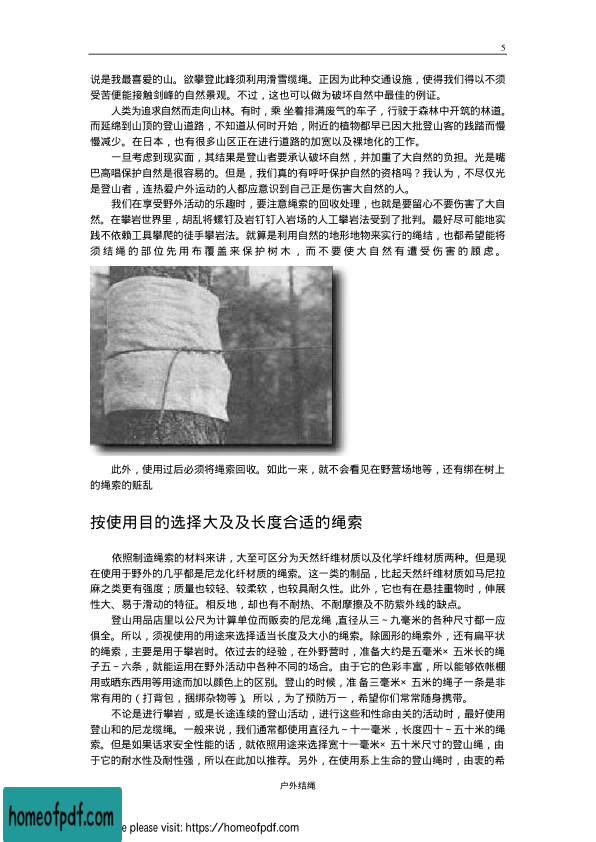 5
说是我最喜爱的山。欲攀登此峰须利用滑雪缆绳。正因为此种交通设施，使得我们得以不须
受苦便能接触剑峰的自然景观。不过，这也可以做为破坏自然中最佳的例证。
人类为追求自然而走向山林。有时，乘 坐着排满废气的车子，行驶于森林中开筑的林道。
而延绵到山顶的登山道路，不知道从何时开始，附近的植物都早已因大批登山客的践踏而慢
慢减少。在日本，也有很多山区正在进行道路的加宽以及裸地化的工作。
一旦考虑到现实面，其结果是登山者要承认破坏自然，并加重了大自然的负担。光是嘴
巴高唱保护自然是很容易的。但是，我们真的有呼吁保护自然的资格吗？我认为，不尽仅光
是登山者，连热爱户外运动的人都应意识到自己正是伤害大自然的人。
我们在享受野外活动的乐趣时，要注意绳索的回收处理，也就是要留心不要伤害了大自
然。在攀岩世界里，胡乱将螺钉及岩钉钉入岩场的人工攀岩法受到了批判。最好尽可能地实
践不依赖工具攀爬的徒手攀岩法。就算是利用自然的地形地物来实行的绳结，也都希望能将
须结绳的部位先用布覆盖来保护树木，而不要使大自然有遭受伤害的顾虑。
此外，使用过后必须将绳索回收。如此一来，就不会看见在野营场地等，还有绑在树上
的绳索的赃乱
按使用目的选择大及及长度合适的绳索
依照制造绳索的材料来讲，大至可区分为天然纤维材质以及化学纤维材质两种。但是现
在使用于野外的几乎都是尼龙化纤材质的绳索。这一类的制品，比起天然纤维材质如马尼拉
麻之类更有强度；质量也较轻、较柔软，也较具耐久性。此外，它也有在悬挂重物时，伸展
性大、易于滑动的特征。相反地，却也有不耐热、不耐摩擦及不防紫外线的缺点。
登山用品店里以公尺为计算单位而贩卖的尼龙绳 ,直径从三～九毫米的各种尺寸都一应
俱全。所以，须视使用的用途来选择适当长度及大小的绳索。除圆形的绳索外，还有扁平状
的绳索，主要是用于攀岩时。依过去的经验，在外野营时，准备大约是五毫米× 五米长的绳
子五－六条，就能运用在野外活动中各种不同的场合。由于它的色彩丰富，所以能够依帐棚
用或晒东西用等用途而加以颜色上的区别。登山的时候，准 备三毫米× 五米的绳子一条是非
常有用的（ 打背包，捆绑杂物等 )。所以，为了预防万一，希望你们常常随身携带。
不论是进行攀岩，或是长途连续的登山活动，进行这些和性命由关的活动时，最好使用
登山和的尼龙缆绳。一般来说，我们通常都使用直径九－十一毫米，长度四十－五十米的绳
索。但是如果话求安全性能的话，就依照用途来选择宽十一毫米× 五十米尺寸的登山绳，由
于它的耐水性及耐性强，所以在此加以推荐。另外，在使用系上生命的登山绳时，由衷的希
户外结绳
homeofpdf.com
e please visit: https://homeofpdf.com